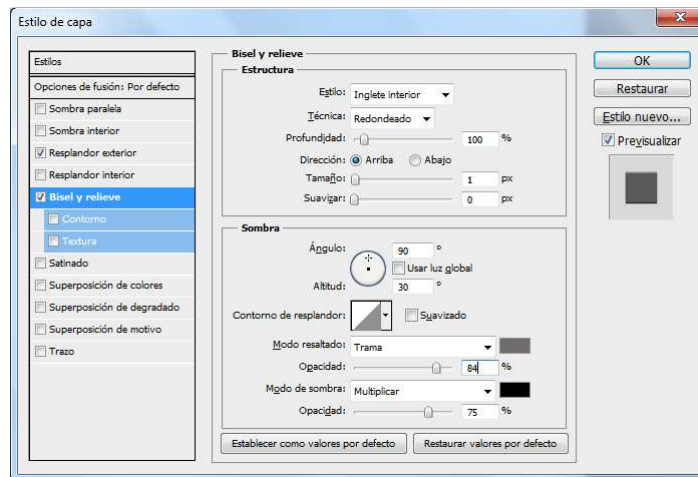 Estilo de capa
Estilos
Opciones de fusión: Por defecto
Sombra paralela
Sombra interior
Resplandor exterior
Resplandor interior
Bisel y relieve
Contorno
Textura
Satinado
Superposición de colores
Superposición de degradado
Superposición de motivo
Trazo
Bisel y relieve
Estructura
Estilo: Inglete interior
Técnica: Redondeado
Profundidad: 100 %
Dirección: Arriba Abajo
Tamaño: 1 px
Suavizar: 0 px
Sombra
Ángulo: 90 °
Usar luz global
Altitud: 30 °
Contorno de resplandor: Suavizado
Modo resaltado: Trama
Opacidad: 84 %
Modo de sombra: Multiplicar
Opacidad: 75 %
Establecer como valores por defecto Restaurar valores por defecto
OK
Restaurar
Estilo nuevo...
Previsualizar